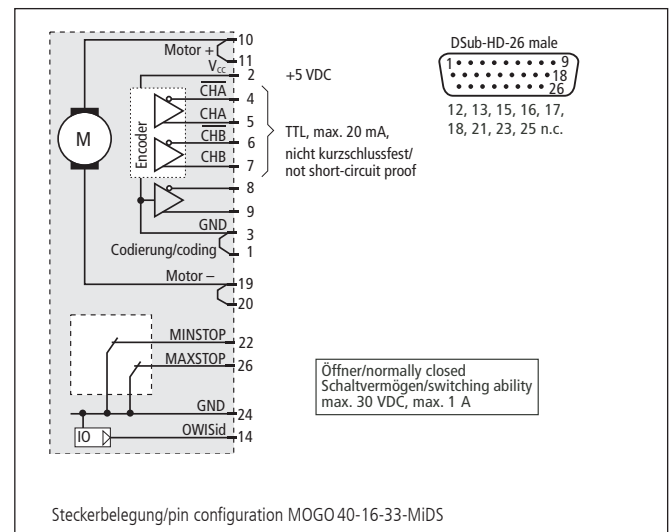 Motor + 10
11
V_CC 2 +5 VDC
C̅H̅A̅ 4
CHA 5
C̅H̅B̅ 6
CHB 7
TTL, max. 20 mA,
nicht kurzschlussfest/
not short-circuit proof
Encoder
M
8
9
GND 3
Codierung/coding 1
Motor – 19
20
MINSTOP 22
MAXSTOP 26
GND 24
IO OWISid 14
DSub-HD-26 male
1 9
18
26
12, 13, 15, 16, 17,
18, 21, 23, 25 n.c.
Öffner/normally closed
Schaltvermögen/switching ability
max. 30 VDC, max. 1 A
Steckerbelegung/pin configuration MOGO 40-16-33-MiDS